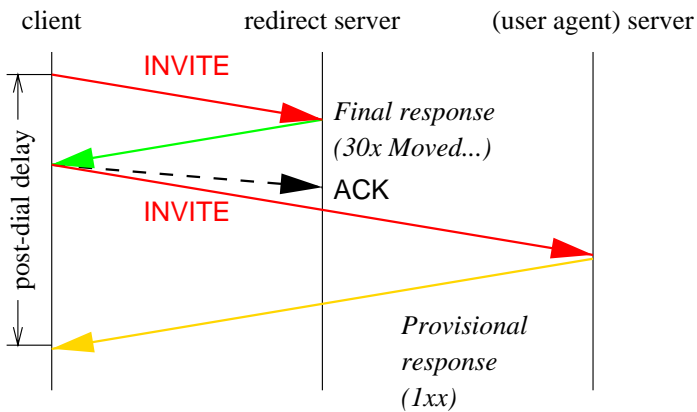 client
redirect server
(user agent) server
INVITE
Final response
(30x Moved...)
post-dial delay
ACK
INVITE
Provisional
response
(1xx)